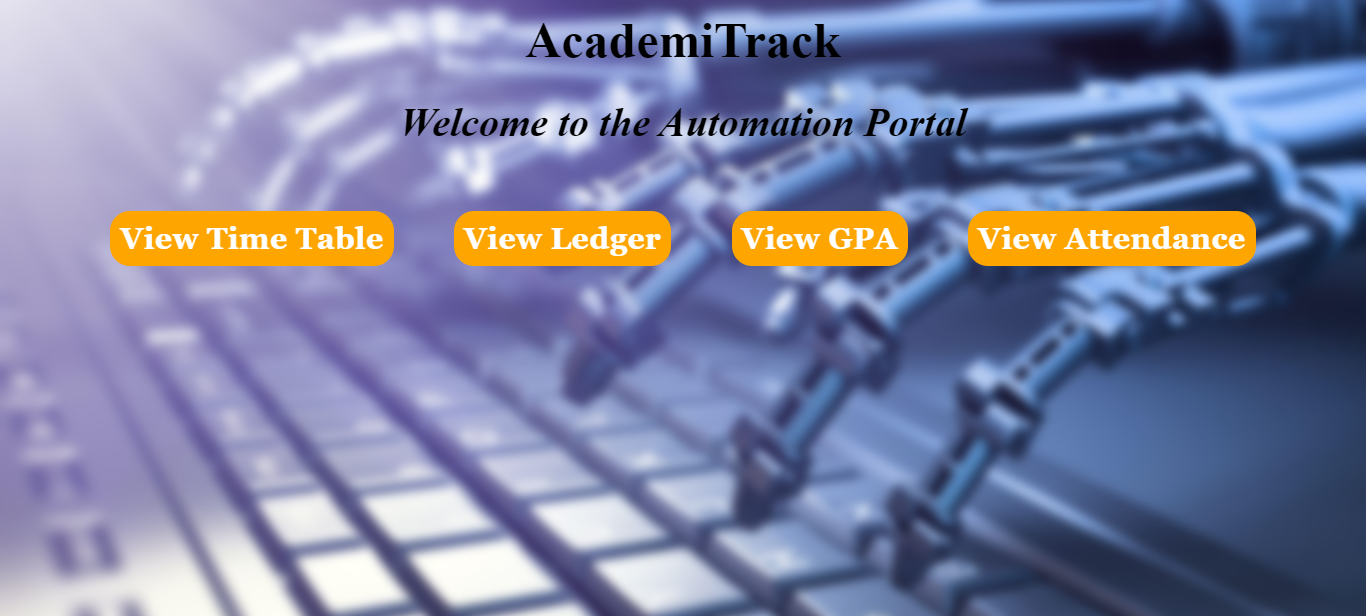 AcademiTrack
Welcome to the Automation Portal
View Time Table
View Ledger
View GPA
View Attendance